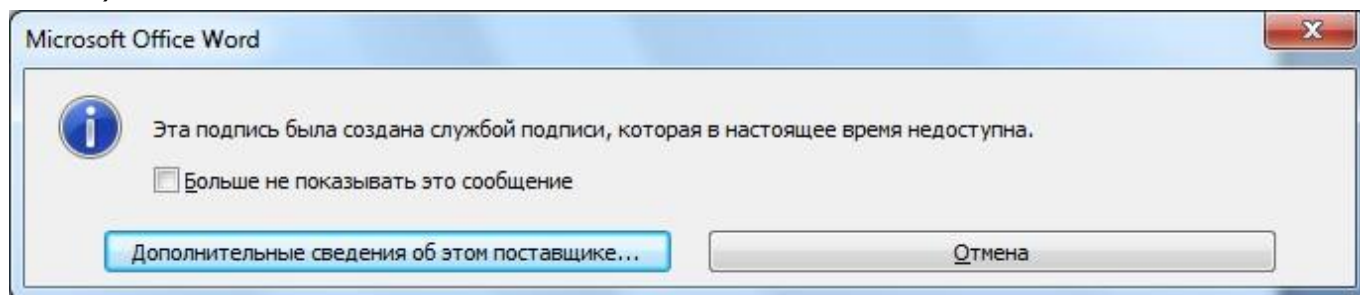 Microsoft Office Word
Эта подпись была создана службой подписи, которая в настоящее время недоступна.
Больше не показывать это сообщение
Дополнительные сведения об этом поставщике...
Отмена